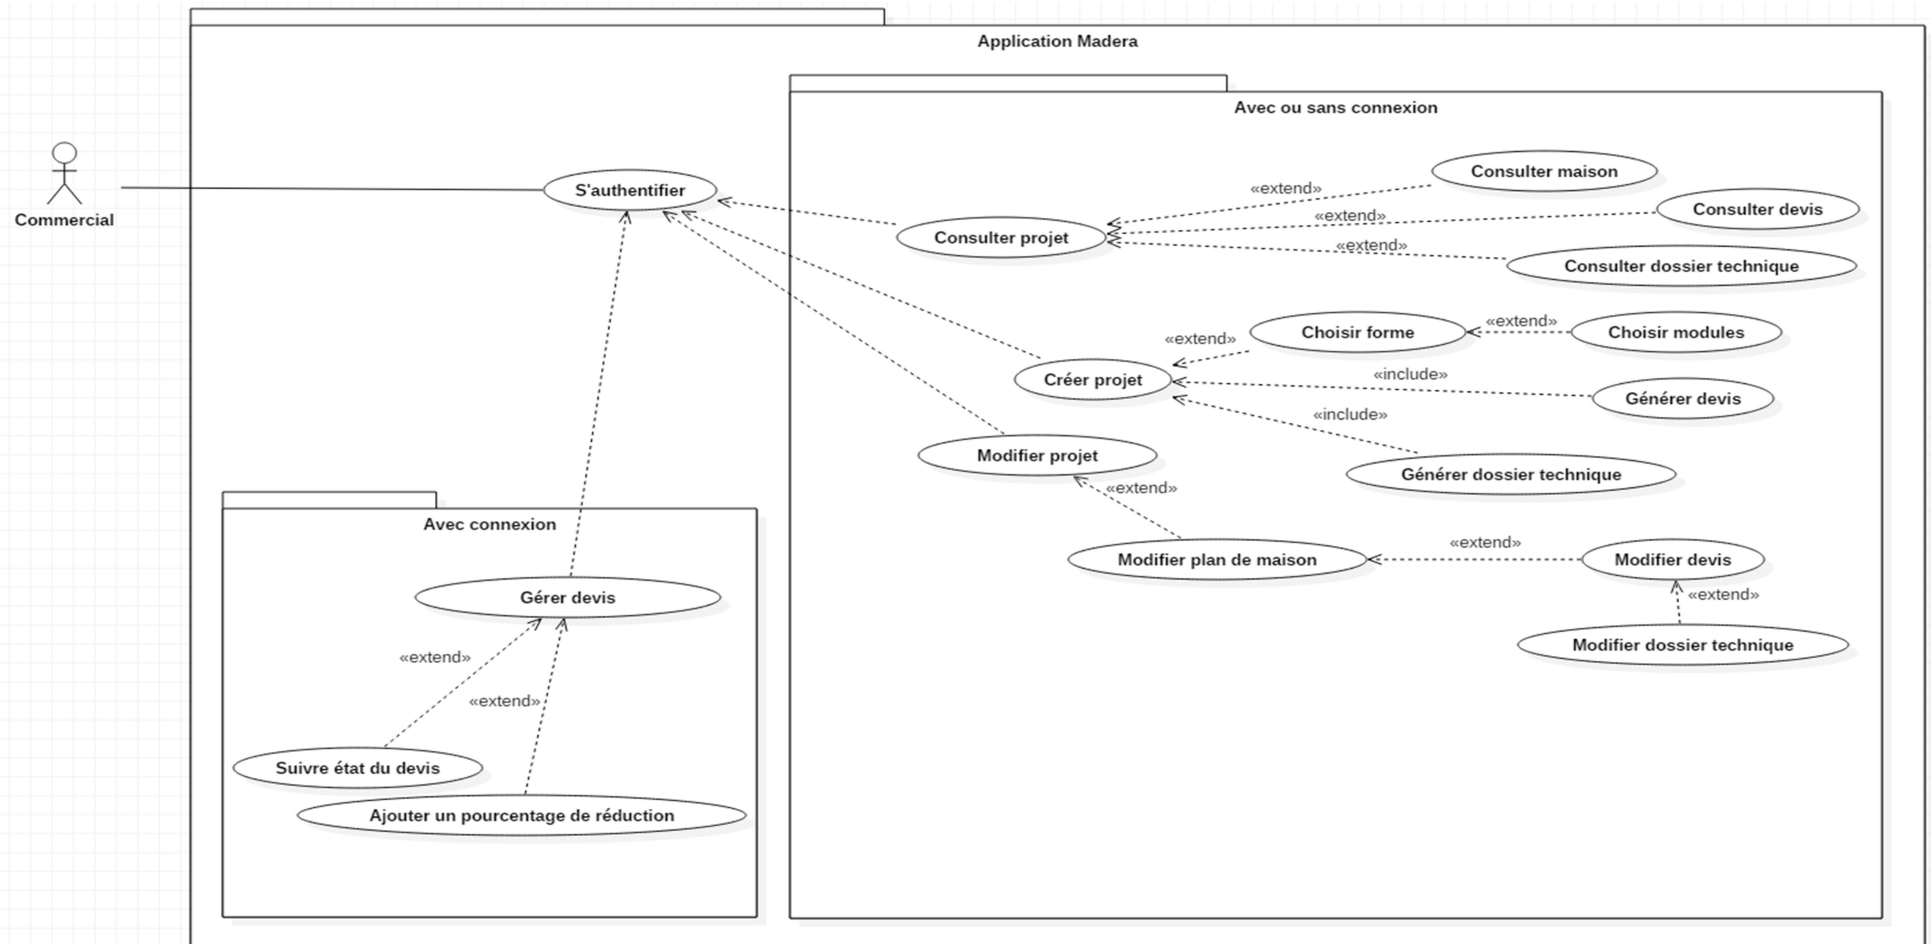 Application Madera
Avec ou sans connexion
Commercial
S'authentifier
Consulter projet
«extend»
Consulter maison
«extend»
Consulter devis
«extend»
Consulter dossier technique
Créer projet
«extend»
Choisir forme
«extend»
Choisir modules
«include»
Générer devis
«include»
Générer dossier technique
Modifier projet
«extend»
Modifier plan de maison
«extend»
Modifier devis
«extend»
Modifier dossier technique
Avec connexion
Gérer devis
«extend»
«extend»
Suivre état du devis
Ajouter un pourcentage de réduction